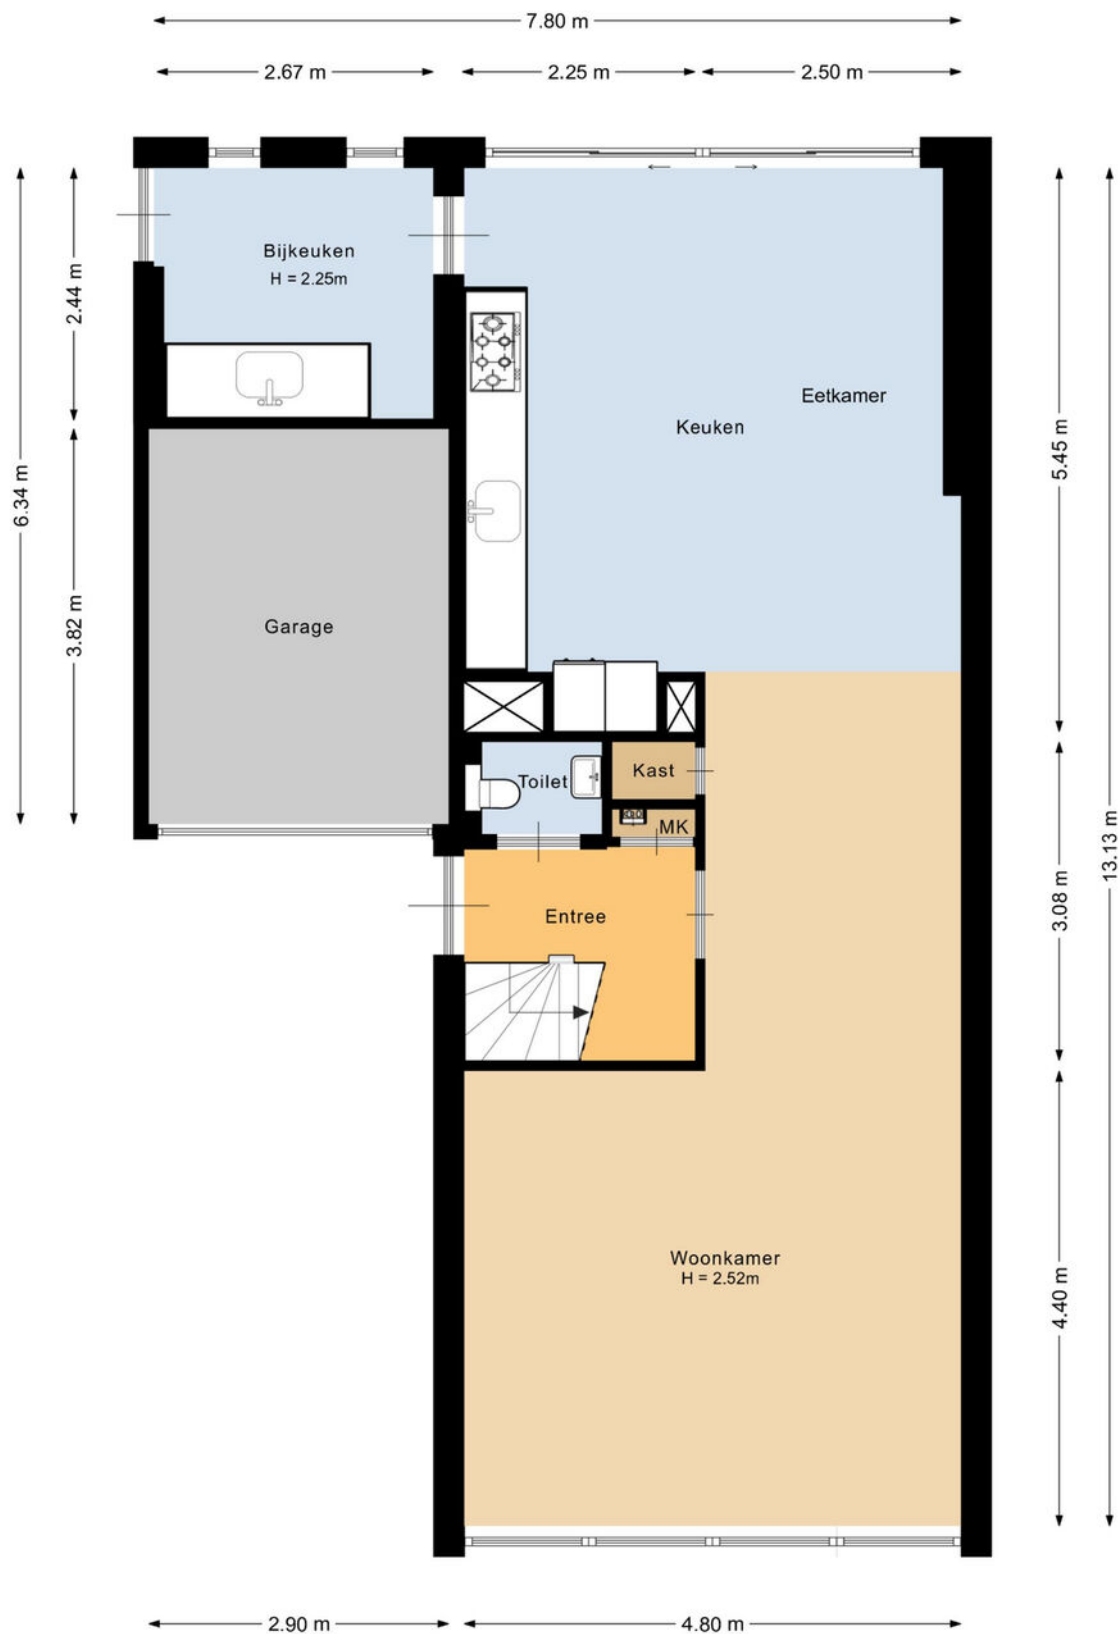 7.80 m
2.67 m
2.25 m
2.50 m
Bijkeuken
H = 2.25m
2.44 m
6.34 m
Eetkamer
Keuken
5.45 m
3.82 m
Garage
Toilet
Kast
MK
13.13 m
3.08 m
Entree
Woonkamer
H = 2.52m
4.40 m
2.90 m
4.80 m